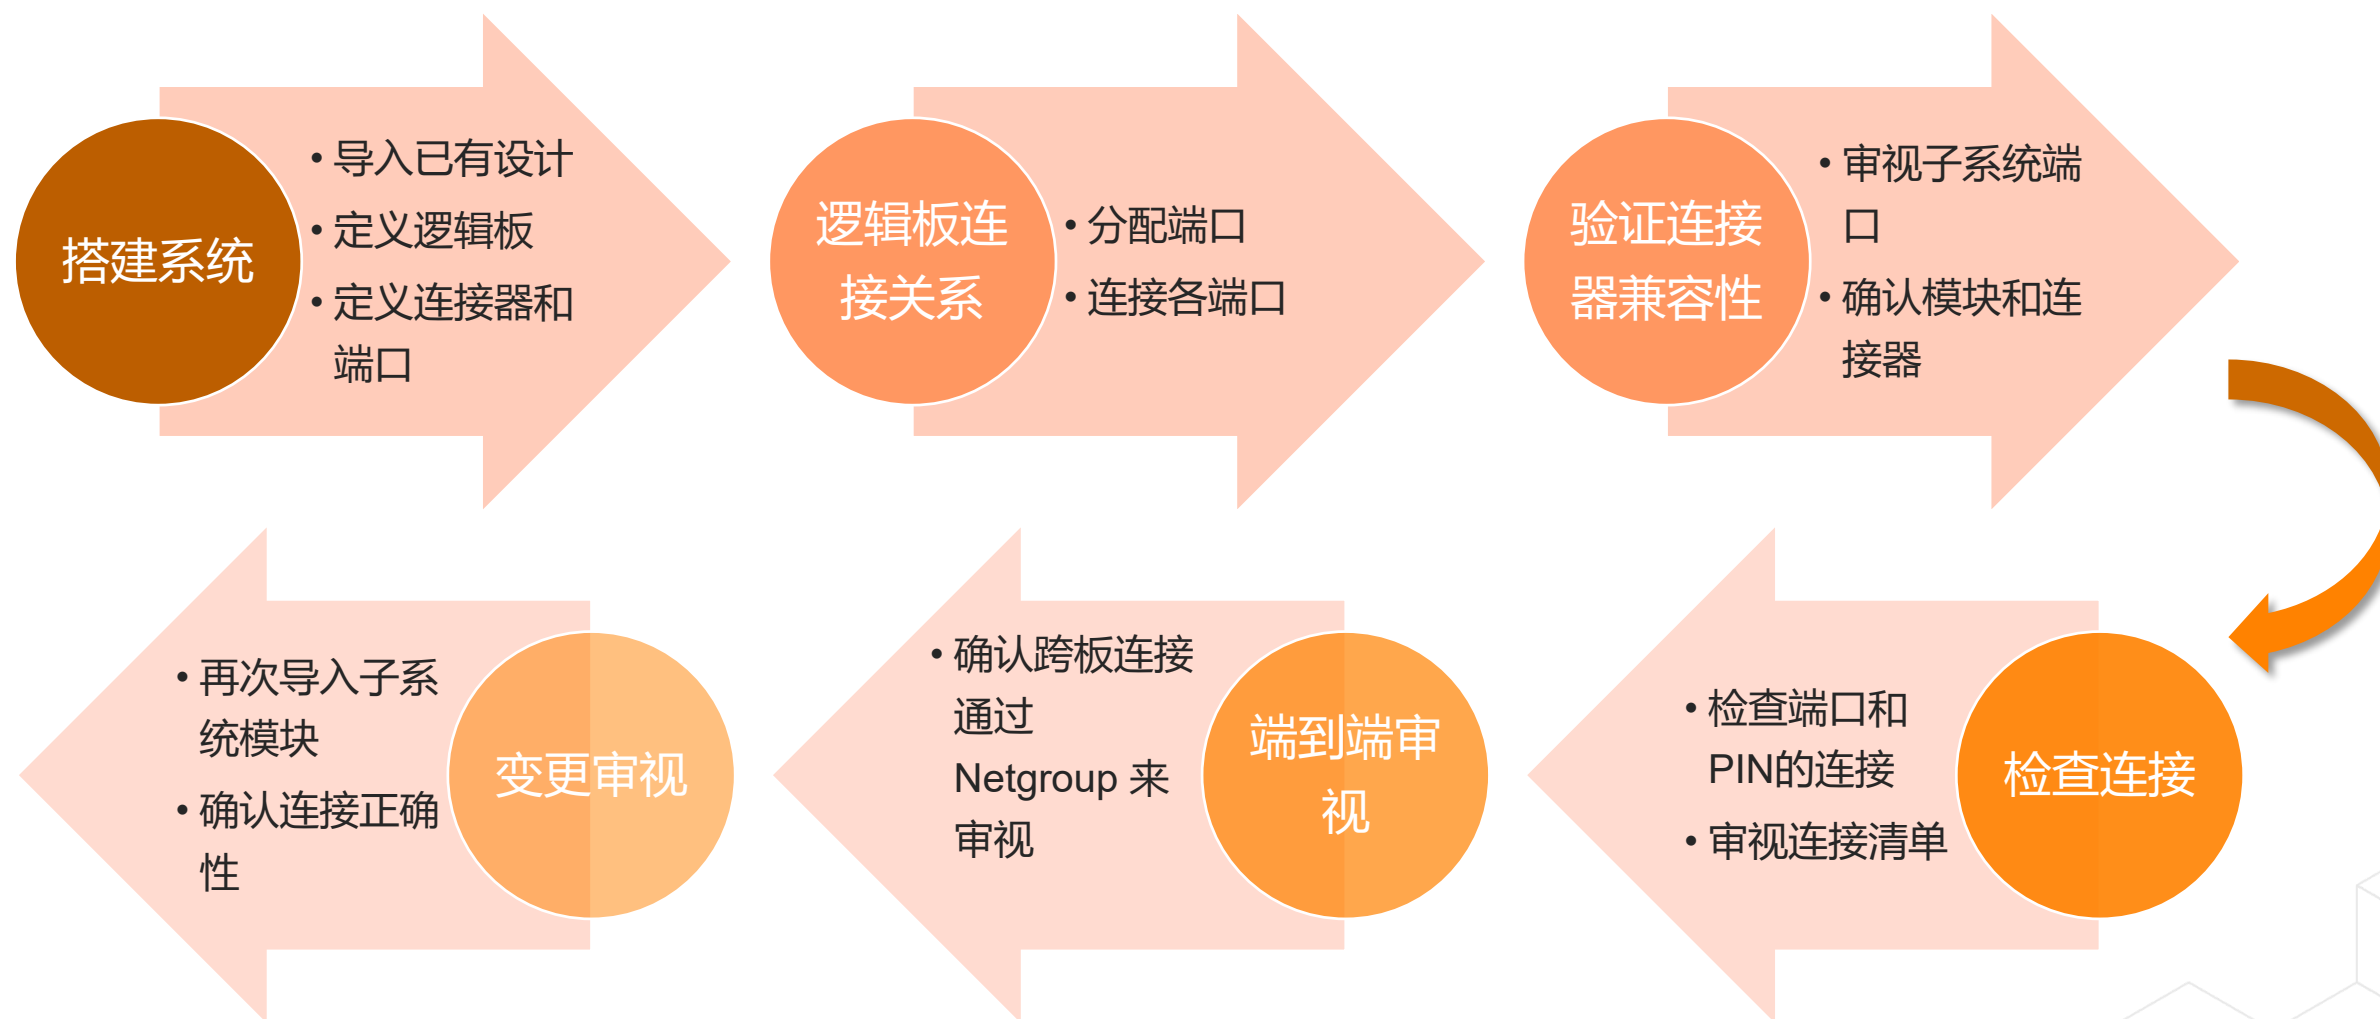 搭建系统
• 导入已有设计
• 定义逻辑板
• 定义连接器和
端口
逻辑板连
接关系
• 分配端口
• 连接各端口
验证连接
器兼容性
• 审视子系统端
口
• 确认模块和连
接器
检查连接
• 检查端口和
PIN的连接
• 审视连接清单
端到端审
视
• 确认跨板连接
通过
Netgroup 来
审视
变更审视
• 再次导入子系
统模块
• 确认连接正确
性